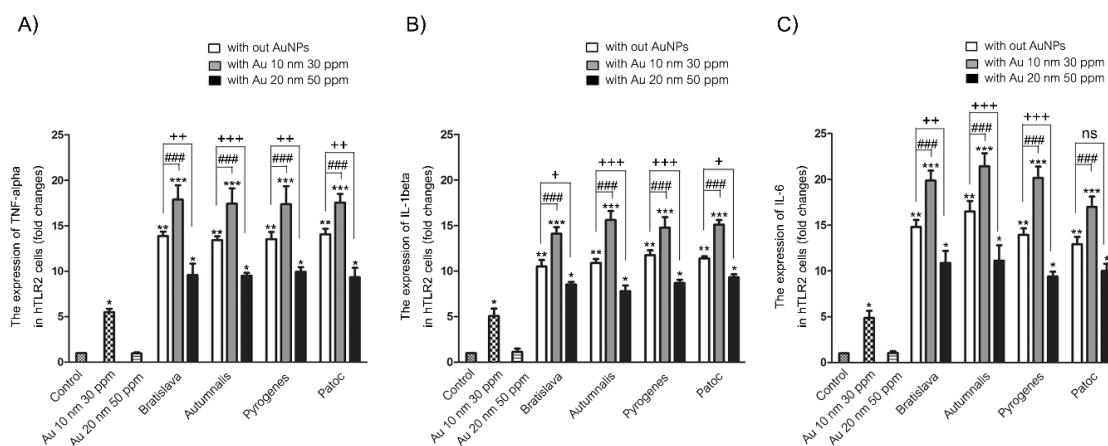 A)
with out AuNPs
with Au 10 nm 30 ppm
with Au 20 nm 50 ppm
The expression of TNF-alpha
in hTLR2 cells (fold changes)
25
20
15
10
5
0
++
+++
++
++
###
###
###
###
***
***
***
***
**
**
**
**
*
*
*
*
*
Control
Au 10 nm 30 ppm
Au 20 nm 50 ppm
Bratislava
Autumnalis
Pyrogenes
Patoc
B)
with out AuNPs
with Au 10 nm 30 ppm
with Au 20 nm 50 ppm
The expression of IL-1beta
in hTLR2 cells (fold changes)
25
20
15
10
5
0
+
+++
+++
+
###
###
###
###
***
***
***
***
**
**
**
**
*
*
*
*
*
Control
Au 10 nm 30 ppm
Au 20 nm 50 ppm
Bratislava
Autumnalis
Pyrogenes
Patoc
C)
with out AuNPs
with Au 10 nm 30 ppm
with Au 20 nm 50 ppm
The expression of IL-6
in hTLR2 cells (fold changes)
25
20
15
10
5
0
++
+++
+++
ns
###
###
###
###
***
***
***
***
**
**
**
**
*
*
*
*
*
Control
Au 10 nm 30 ppm
Au 20 nm 50 ppm
Bratislava
Autumnalis
Pyrogenes
Patoc